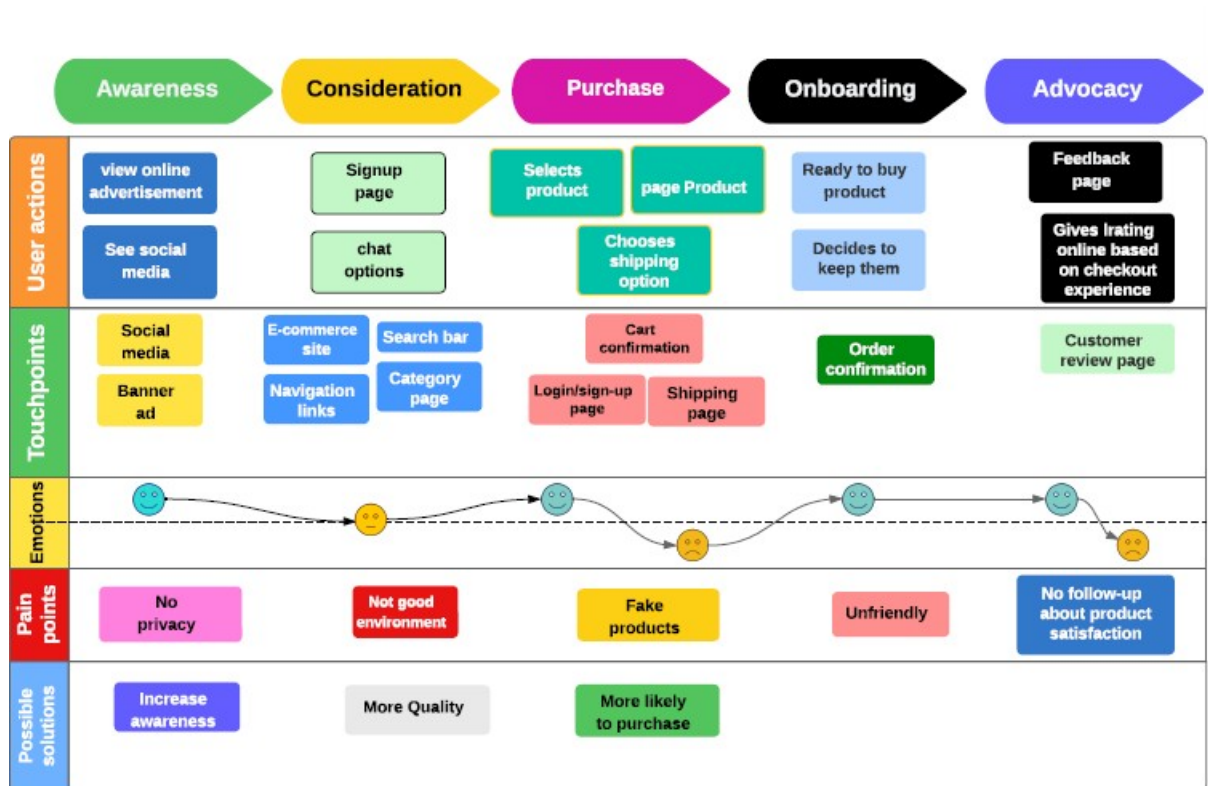 Awareness
Consideration
Purchase
Onboarding
Advocacy
User actions
view online
advertisement
See social
media
Signup
page
chat
options
Selects
product
page Product
Chooses
shipping
option
Ready to buy
product
Decides to
keep them
Feedback
page
Gives lrating
online based
on checkout
experience
Touchpoints
Social
media
Banner
ad
E-commerce
site
Search bar
Navigation
links
Category
page
Cart
confirmation
Login/sign-up
page
Shipping
page
Order
confirmation
Customer
review page
Emotions
Pain
points
No
privacy
Not good
environment
Fake
products
Unfriendly
No follow-up
about product
satisfaction
Possible
solutions
Increase
awareness
More Quality
More likely
to purchase